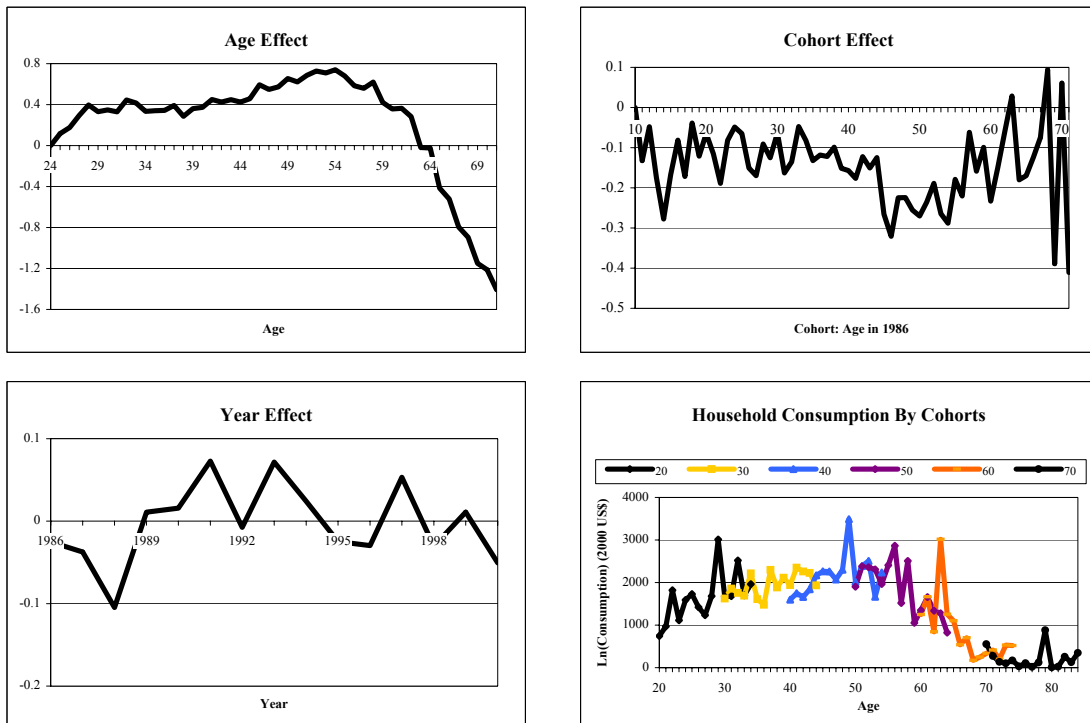 Age Effect
0.8
0.4
0
24 29 34 39 44 49 54 59 64 69
-0.4
-0.8
-1.2
-1.6
Age
Cohort Effect
0.1
0
10 20 30 40 50 60 70
-0.1
-0.2
-0.3
-0.4
-0.5
Cohort: Age in 1986
Year Effect
0.1
0
1986 1989 1992 1995 1998
-0.1
-0.2
Year
Household Consumption By Cohorts
20 30 40 50 60 70
Ln(Consumption) (2000 US$)
4000
3000
2000
1000
0
20 30 40 50 60 70 80
Age